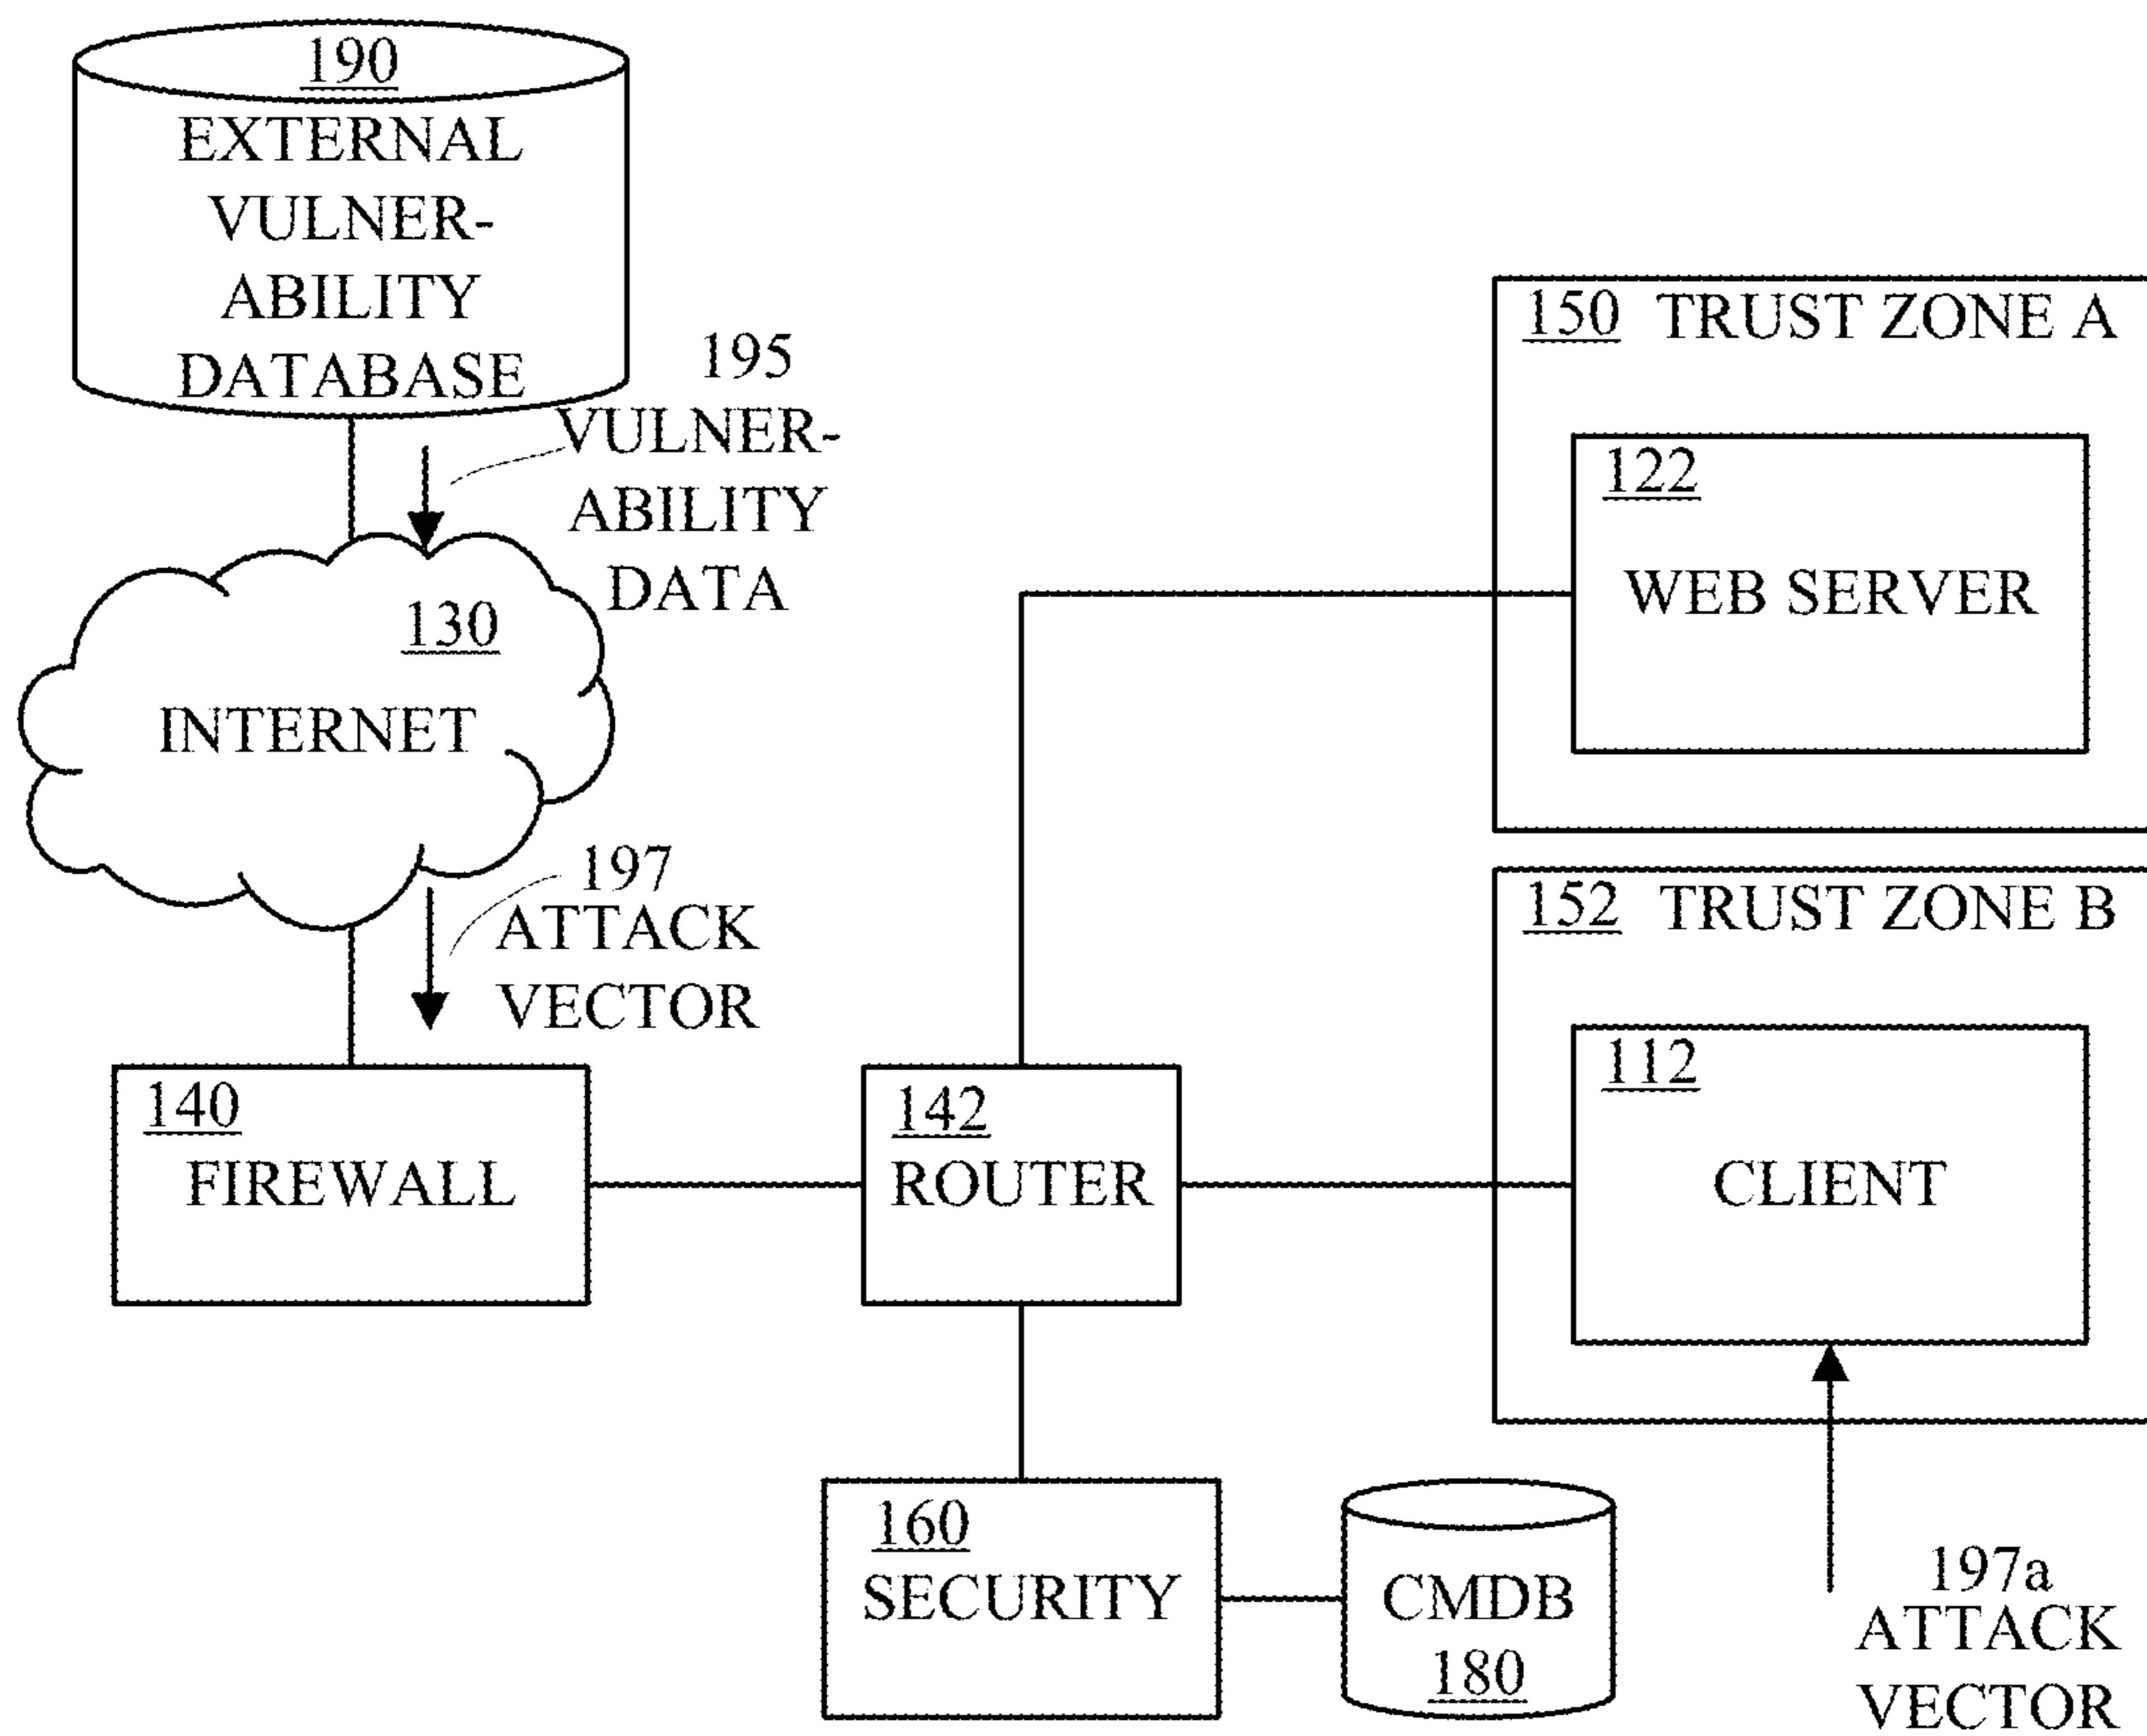 190
EXTERNAL
VULNER-
ABILITY
DATABASE
195
VULNER-
ABILITY
DATA
130
INTERNET
197
ATTACK
VECTOR
140
FIREWALL
142
ROUTER
150 TRUST ZONE A
122
WEB SERVER
152 TRUST ZONE B
112
CLIENT
160
SECURITY
CMDB
180
197a
ATTACK
VECTOR